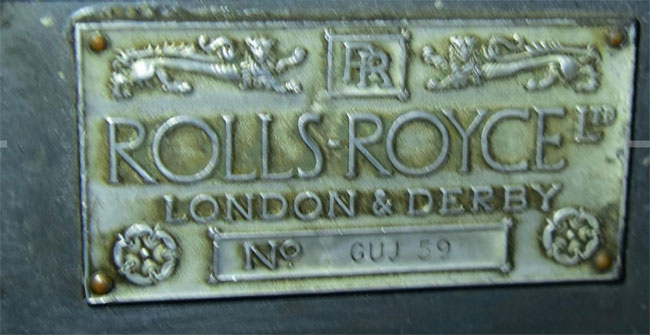 RR
ROLLS-ROYCE LTD
LONDON & DERBY
No GUJ 59